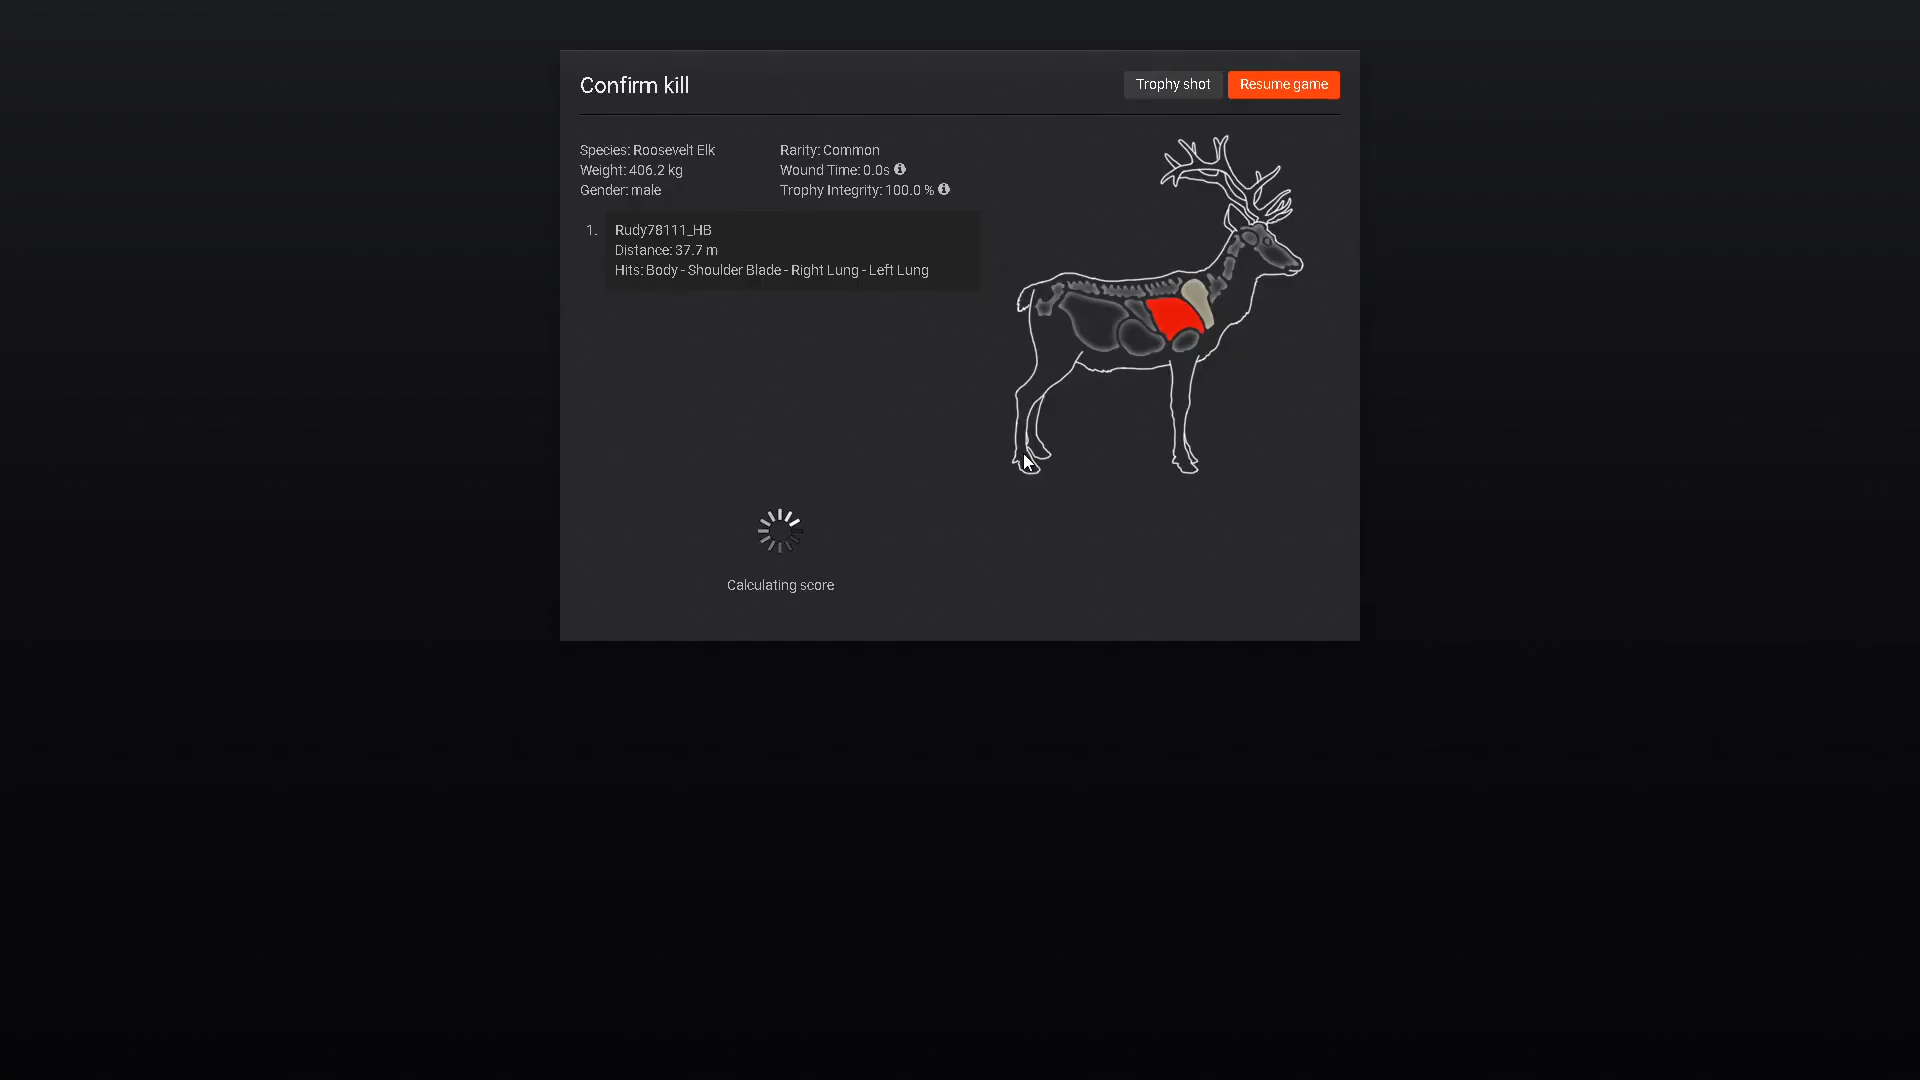 Confirm kill
Trophy shot
Resume game
Species: Roosevelt Elk
Weight: 406.2 kg
Gender: male
Rarity: Common
Wound Time: 0.0s
Trophy Integrity: 100.0 %
1.
Rudy78111_HB
Distance: 37.7 m
Hits: Body - Shoulder Blade - Right Lung - Left Lung
Calculating score